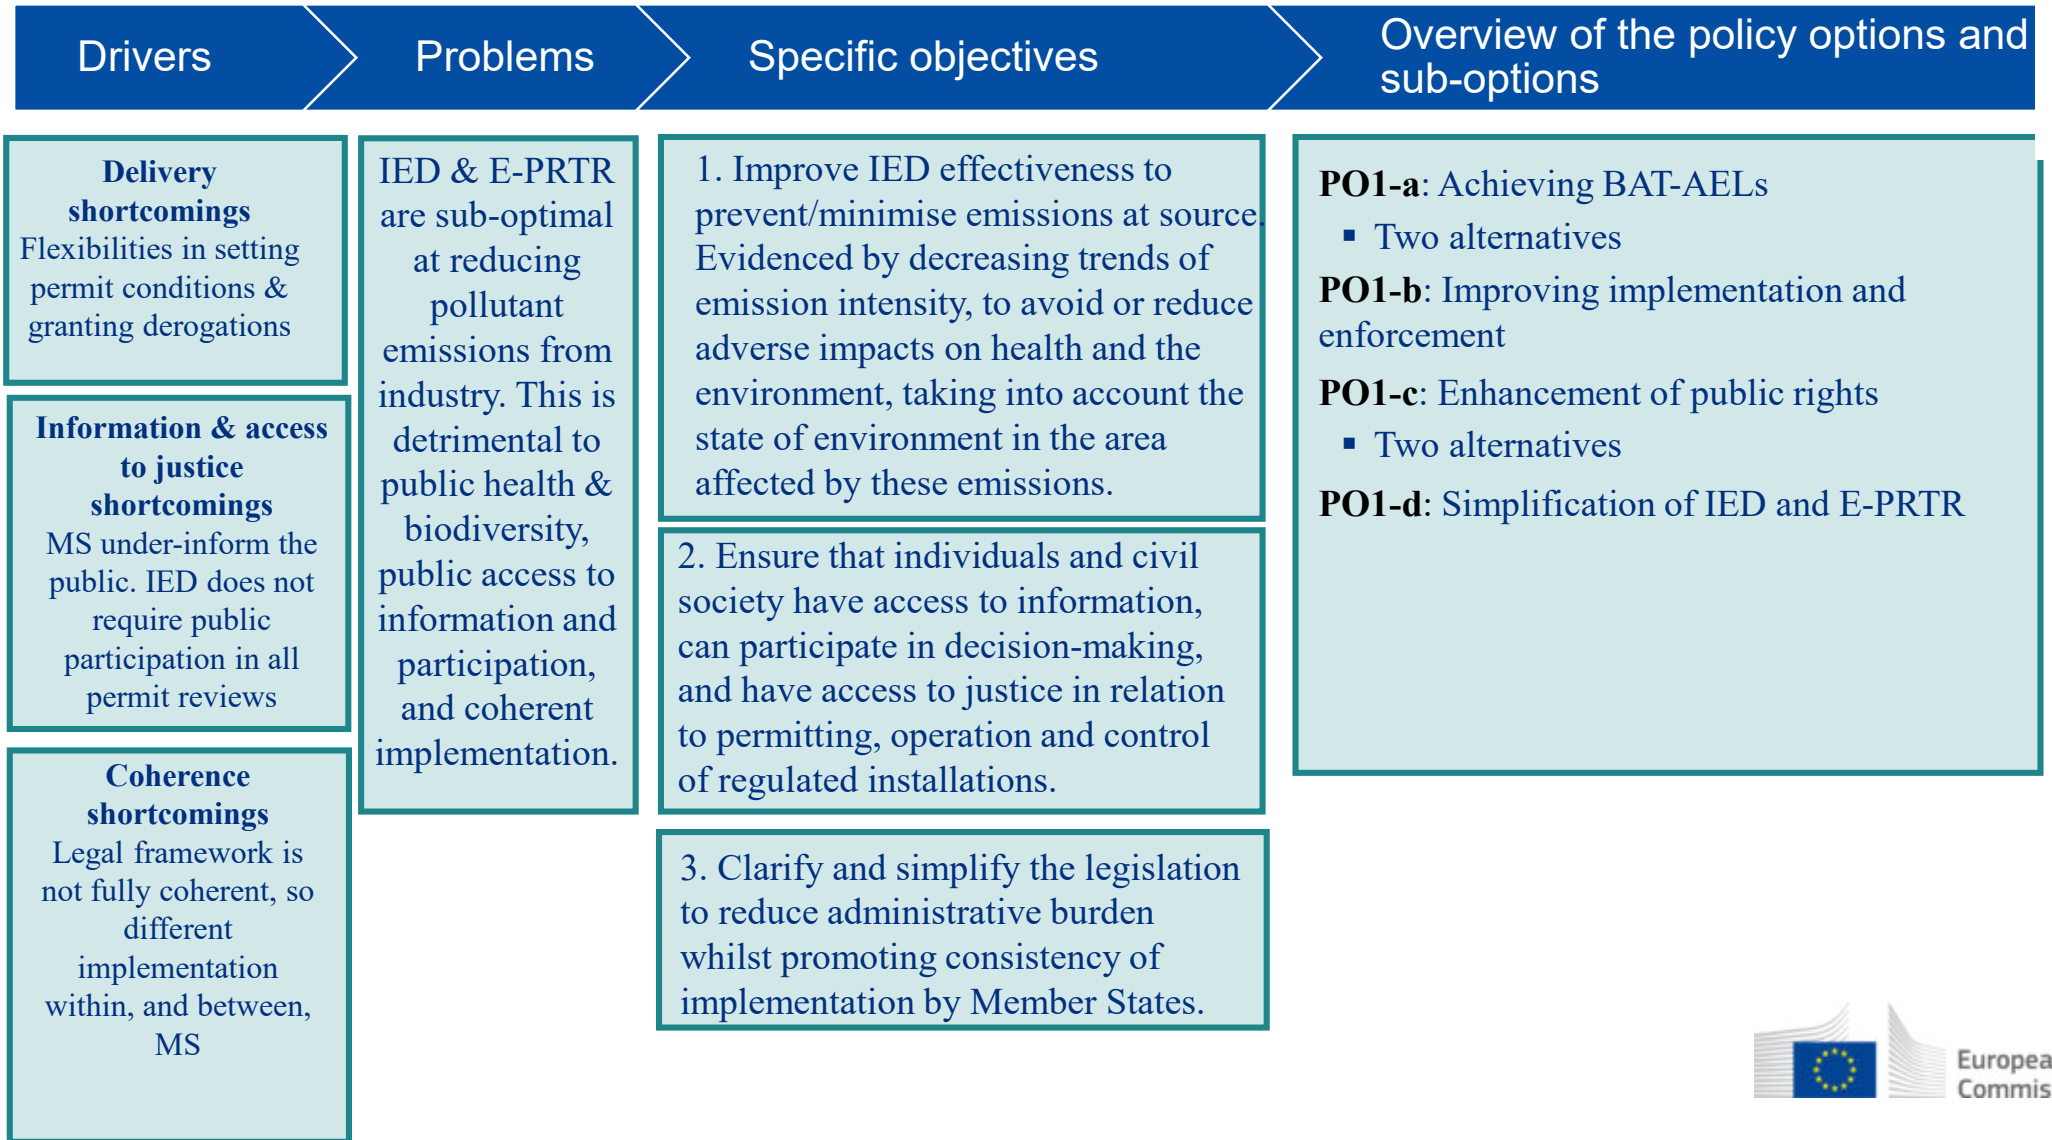 Drivers
Problems
Specific objectives
Overview of the policy options and
sub-options
Delivery
shortcomings
Flexibilities in setting
permit conditions &
granting derogations
Information & access
to justice
shortcomings
MS under-inform the
public. IED does not
require public
participation in all
permit reviews
Coherence
shortcomings
Legal framework is
not fully coherent, so
different
implementation
within, and between,
MS
IED & E-PRTR
are sub-optimal
at reducing
pollutant
emissions from
industry. This is
detrimental to
public health &
biodiversity,
public access to
information and
participation,
and coherent
implementation.
1. Improve IED effectiveness to
prevent/minimise emissions at source.
Evidenced by decreasing trends of
emission intensity, to avoid or reduce
adverse impacts on health and the
environment, taking into account the
state of environment in the area
affected by these emissions.
2. Ensure that individuals and civil
society have access to information,
can participate in decision-making,
and have access to justice in relation
to permitting, operation and control
of regulated installations.
3. Clarify and simplify the legislation
to reduce administrative burden
whilst promoting consistency of
implementation by Member States.
PO1-a: Achieving BAT-AELs
▪ Two alternatives
PO1-b: Improving implementation and
enforcement
PO1-c: Enhancement of public rights
▪ Two alternatives
PO1-d: Simplification of IED and E-PRTR
Europea
Commis